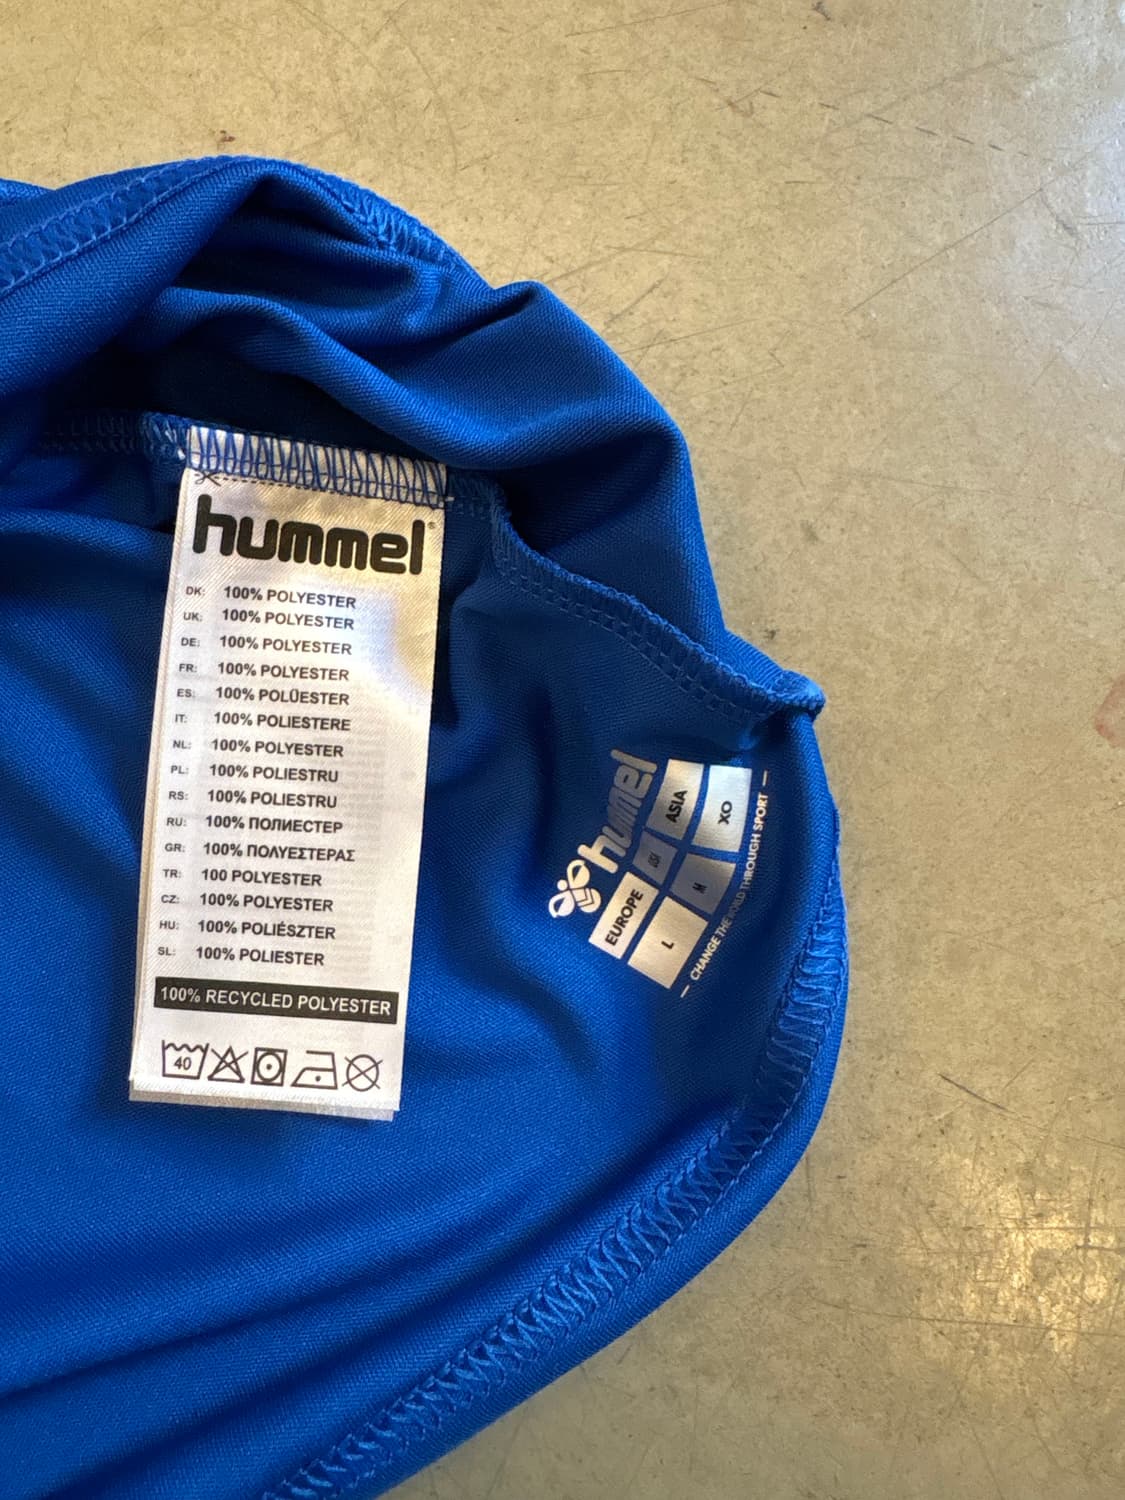 hummel®
DK: 100% POLYESTER
UK: 100% POLYESTER
DE: 100% POLYESTER
FR: 100% POLYESTER
ES: 100% POLÜESTER
IT: 100% POLIESTERE
NL: 100% POLYESTER
PL: 100% POLIESTRU
RS: 100% POLIESTRU
RU: 100% ПОЛИЕСТЕР
GR: 100% ΠΟΛΥΕΣΤΕΡΑΣ
TR: 100 POLYESTER
CZ: 100% POLYESTER
HU: 100% POLIÉSZTER
SL: 100% POLIESTER
100% RECYCLED POLYESTER
40
hummel
EUROPE USA ASIA
L M XO
— CHANGE THE WORLD THROUGH SPORT —